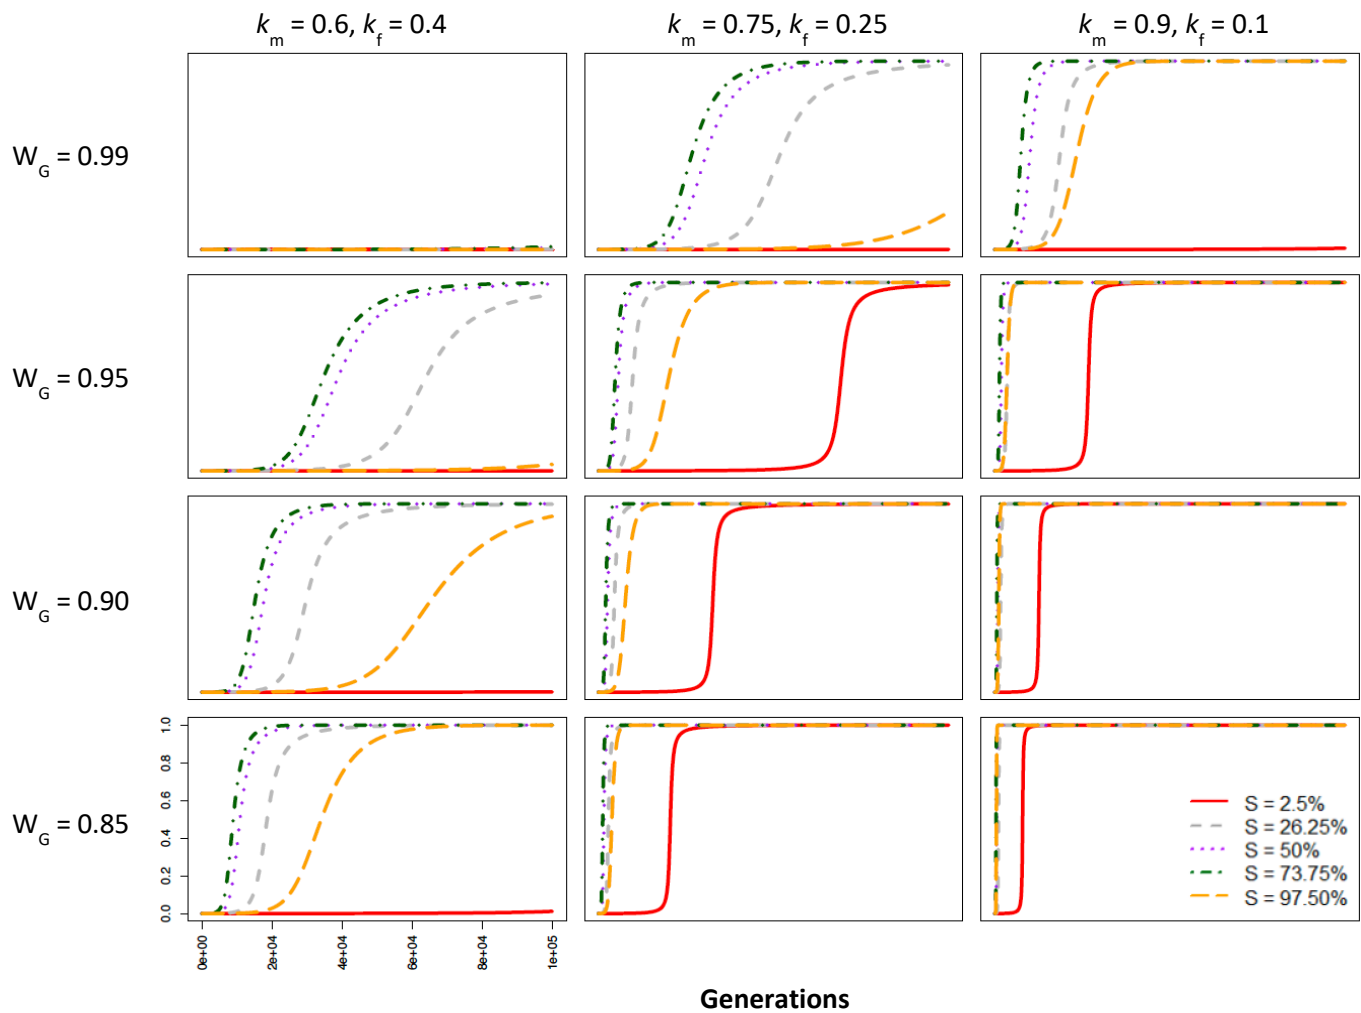 k_m = 0.6, k_f = 0.4
k_m = 0.75, k_f = 0.25
k_m = 0.9, k_f = 0.1
W_G = 0.99
W_G = 0.95
W_G = 0.90
W_G = 0.85
1.0
0.8
0.6
0.4
0.2
0.0
0e+00
2e+04
4e+04
6e+04
8e+04
1e+05
S = 2.5%
S = 26.25%
S = 50%
S = 73.75%
S = 97.50%
Generations